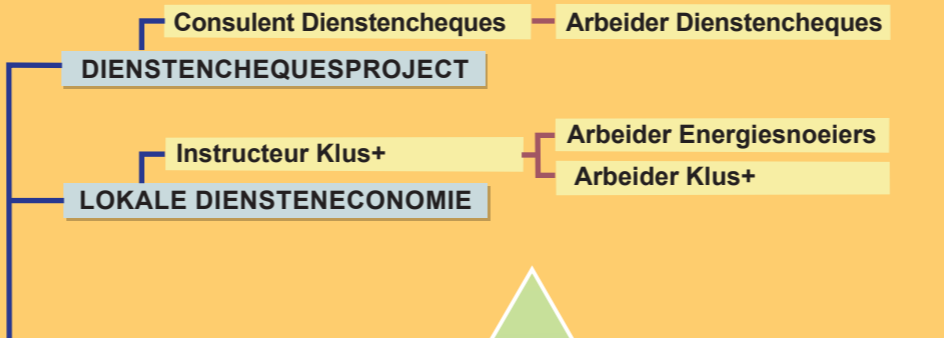 Consulent Dienstencheques
Arbeider Dienstencheques
DIENSTENCHEQUESPROJECT
Arbeider Energiesnoeiers
Instructeur Klus+
Arbeider Klus+
LOKALE DIENSTENECONOMIE